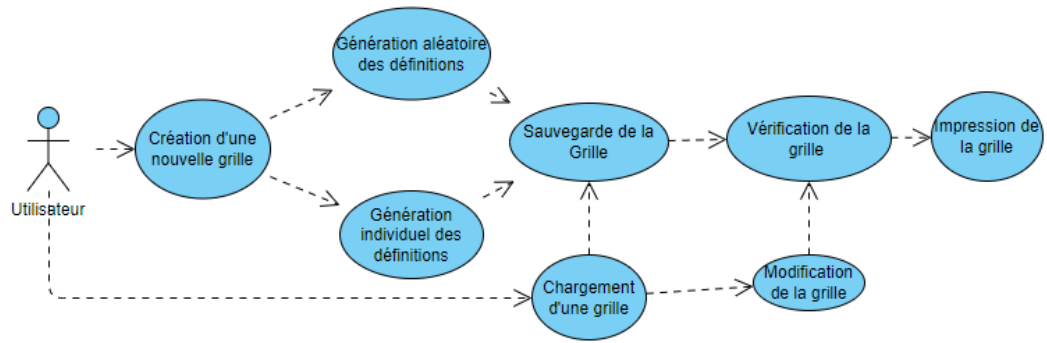 Génération aléatoire
des définitions
Création d'une
nouvelle grille
Utilisateur
Génération
individuel des
définitions
Sauvegarde de la
Grille
Vérification de la
grille
Impression de
la grille
Chargement
d'une grille
Modification
de la grille